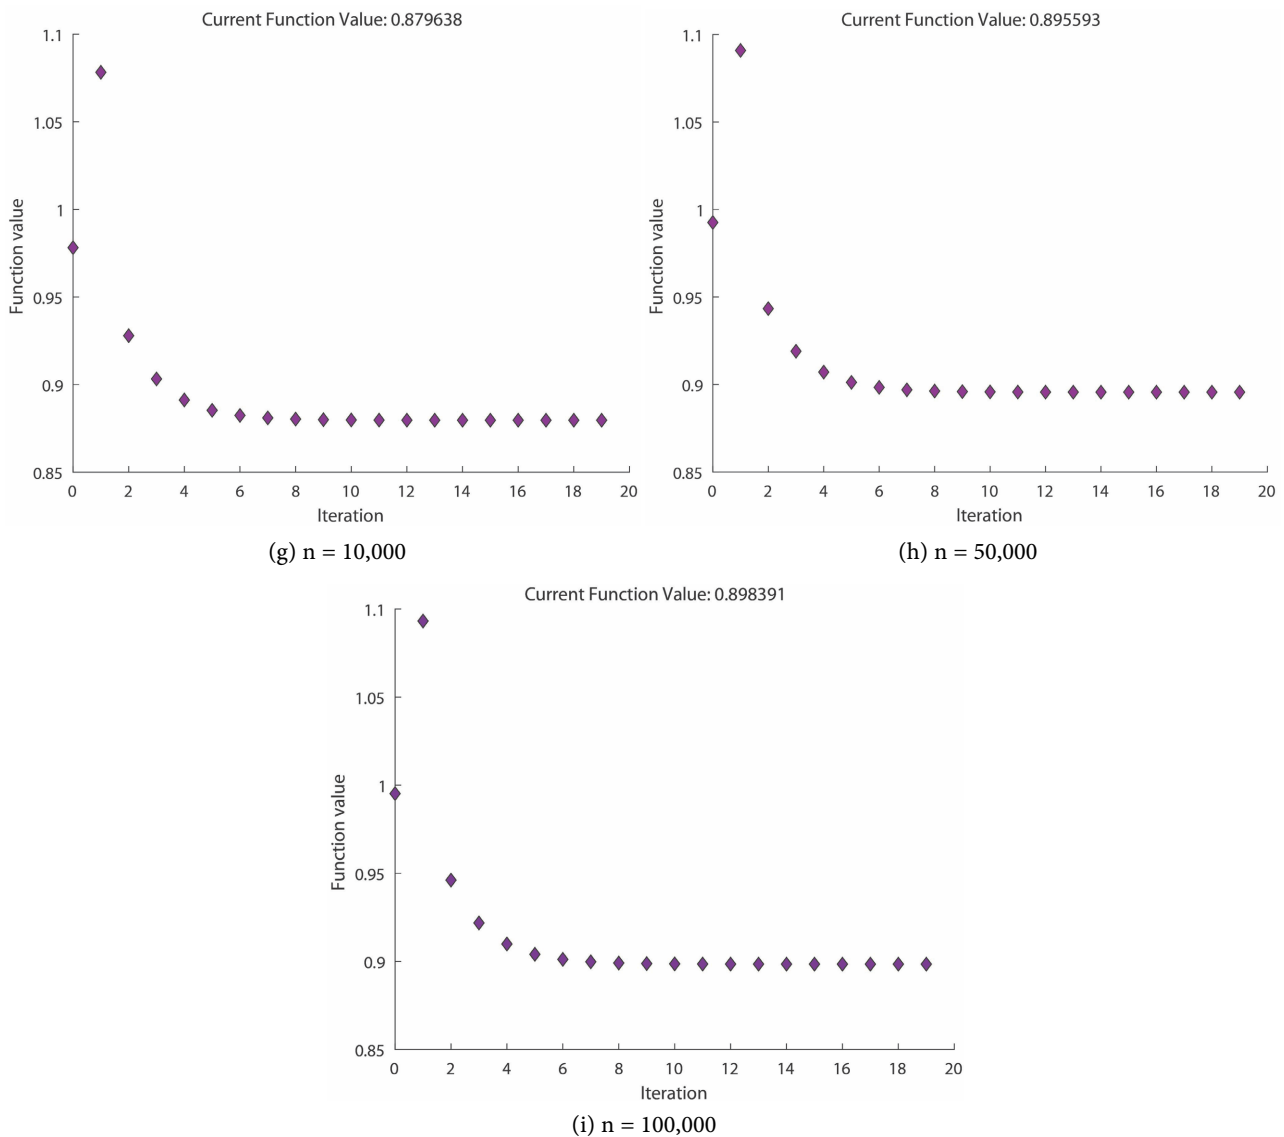 Current Function Value: 0.879638
1.1
1.05
1
0.95
0.9
0.85
Function value
0 2 4 6 8 10 12 14 16 18 20
Iteration
(g) n = 10,000
Current Function Value: 0.895593
1.1
1.05
1
0.95
0.9
0.85
Function value
0 2 4 6 8 10 12 14 16 18 20
Iteration
(h) n = 50,000
Current Function Value: 0.898391
1.1
1.05
1
0.95
0.9
0.85
Function value
0 2 4 6 8 10 12 14 16 18 20
Iteration
(i) n = 100,000